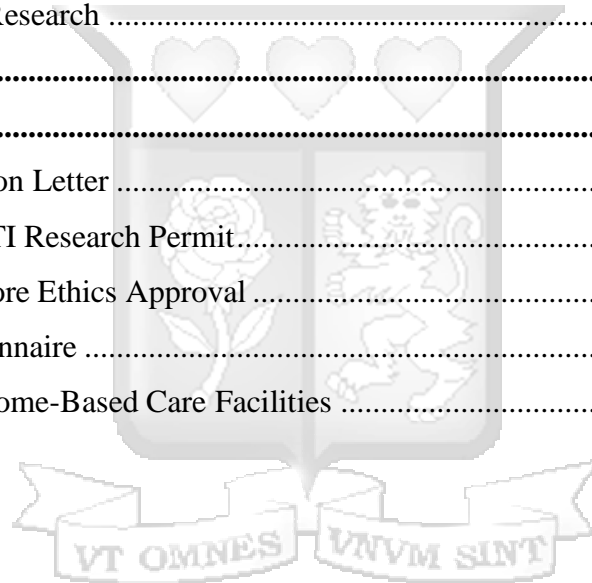 Research ................................................................
................................................................
................................................................
on Letter ................................................................
TI Research Permit................................................................
ore Ethics Approval ................................................................
nnaire ................................................................
ome-Based Care Facilities ................................................................
VT OMNES VNVM SINT